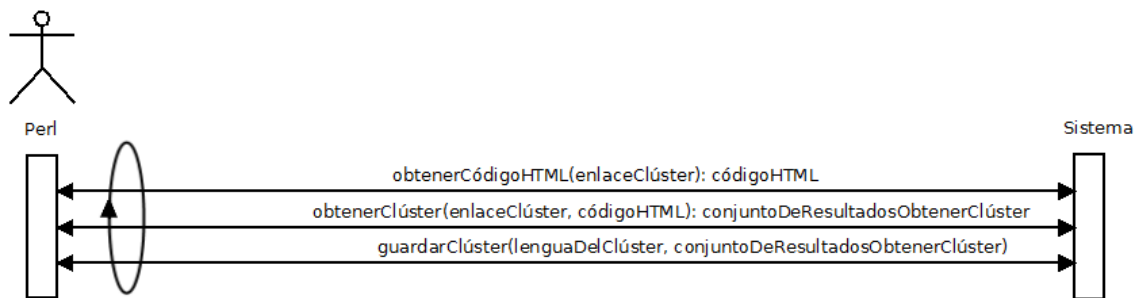 Perl
Sistema
obtenerCódigoHTML(enlaceClúster): códigoHTML
obtenerClúster(enlaceClúster, códigoHTML): conjuntoDeResultadosObtenerClúster
guardarClúster(lenguaDelClúster, conjuntoDeResultadosObtenerClúster)